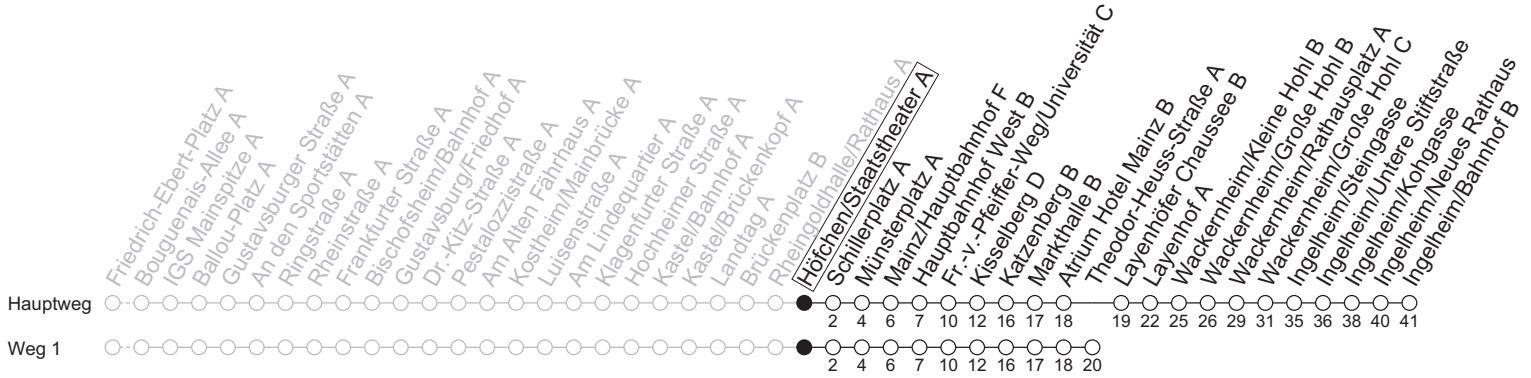 Friedrich-Ebert-Platz A
Bouguenais-Allee A
IGS Mainspitze A
Ballou-Platz A
Gustavsburger Straße A
An den Sportstätten A
Ringstraße A
Rheinstraße A
Frankfurter Straße A
Bischofsheim/Bahnhof A
Gustavsburg/Friedhof A
Dr.-Kitz-Straße A
Pestalozzistraße A
Am Alten Fährhaus A
Kostheim/Mainbrücke A
Luisenstraße A
Am Lindequartier A
Klagenfurter Straße A
Hochheimer Straße A
Kastel/Bahnhof A
Kastel/Brückenkopf A
Landtag A
Brückenplatz B
Rheingoldhalle/Rathaus A
Höfchen/Staatstheater A
Schillerplatz A
Münsterplatz A
Mainz/Hauptbahnhof F
Hauptbahnhof West B
Fr.-v.-Pfeiffer-Weg/Universität C
Kisselberg D
Katzenberg B
Markthalle B
Atrium Hotel Mainz B
Theodor-Heuss-Straße A
Layenhöfer Chaussee B
Layenhof A
Wackernheim/Kleine Hohl B
Wackernheim/Große Hohl B
Wackernheim/Rathausplatz A
Wackernheim/Große Hohl C
Ingelheim/Steingasse
Ingelheim/Untere Stiftstraße
Ingelheim/Rohgasse
Ingelheim/Neues Rathaus
Ingelheim/Bahnhof B
Hauptweg
2 4 6 7 10 12 16 17 18 19 22 25 26 29 31 35 36 38 40 41
Weg 1
2 4 6 7 10 12 16 17 18 20